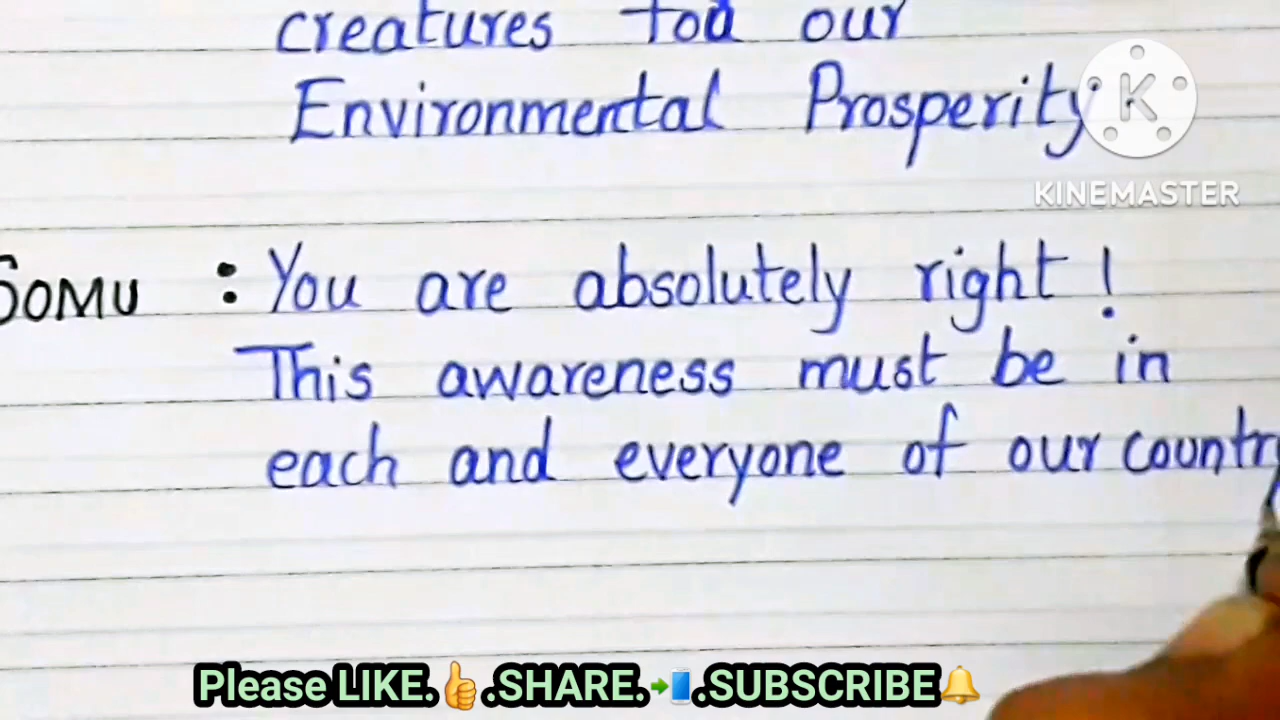 creatures too our
Environmental Prosperity
KINEMASTER
SOMU : You are absolutely right !
This awareness must be in
each and everyone of our countr
Please LIKE.👍.SHARE.📲.SUBSCRIBE🔔